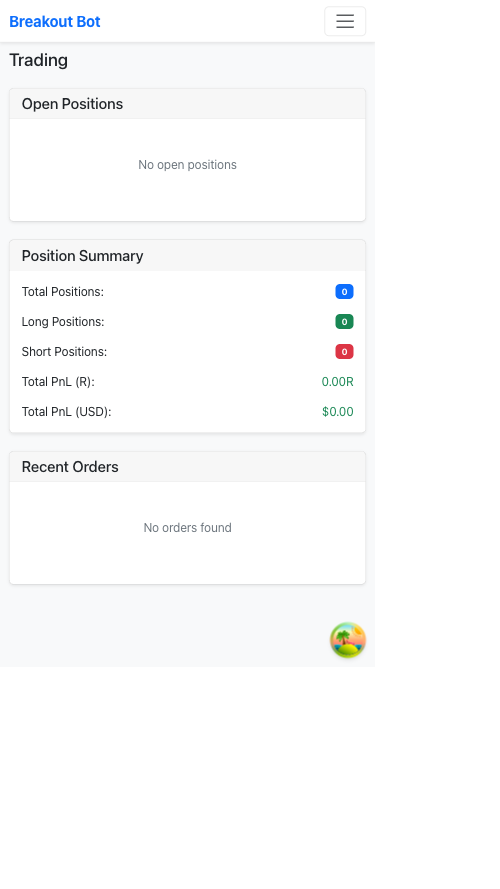 Breakout Bot
Trading
Open Positions
No open positions
Position Summary
Total Positions: 0
Long Positions: 0
Short Positions: 0
Total PnL (R): 0.00R
Total PnL (USD): $0.00
Recent Orders
No orders found